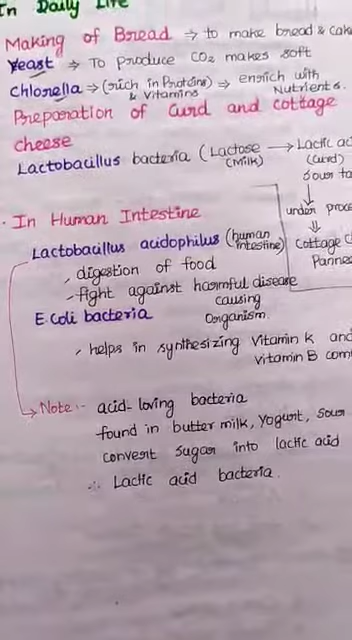 In Daily Life
Making of Bread → to make bread & cak
Yeast → To produce CO2 makes soft
Chlorella → (rich in Proteins & Vitamins) → enrich with Nutrients.
Preparation of Curd and cottage
cheese
Lactobacillus bacteria (Lactose (Milk) → Lactic ac
(Curd)
Sour ta
↓
under proce
⇓
· In Human Intestine
Lactobacillus acidophilus (human intestine)
Cottage c
Panner
, digestion of food
- fight against harmful disease
causing
Organism.
E Coli bacteria
, helps in synthesizing Vitamin K and
Vitamin B com
→ Note :- acid-loving bacteria
found in butter milk, Yogurt, Sour
convert sugar into lactic acid
∴ Lactic acid bacteria.